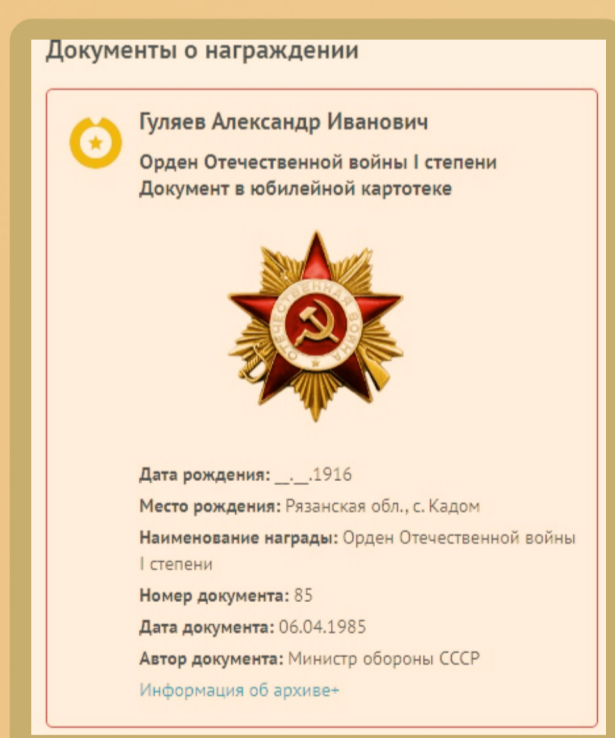 Документы о награждении
Гуляев Александр Иванович
Орден Отечественной войны I степени
Документ в юбилейной картотеке
ОТЕЧЕСТВЕННАЯ ВОЙНА
Дата рождения: __.__.1916
Место рождения: Рязанская обл., с. Кадом
Наименование награды: Орден Отечественной войны
I степени
Номер документа: 85
Дата документа: 06.04.1985
Автор документа: Министр обороны СССР
Информация об архиве+